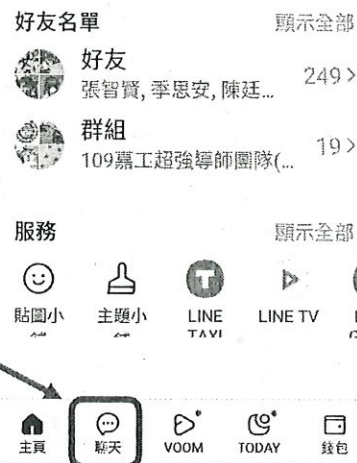 好友名單 顯示全部
好友 249 >
張智賢, 季思安, 陳廷...
群組 19 >
109嘉工超強導師團隊(...
服務 顯示全部
貼圖小 主題小 LINE LINE TV
TAXI
主頁 聊天 VOOM TODAY 錢包